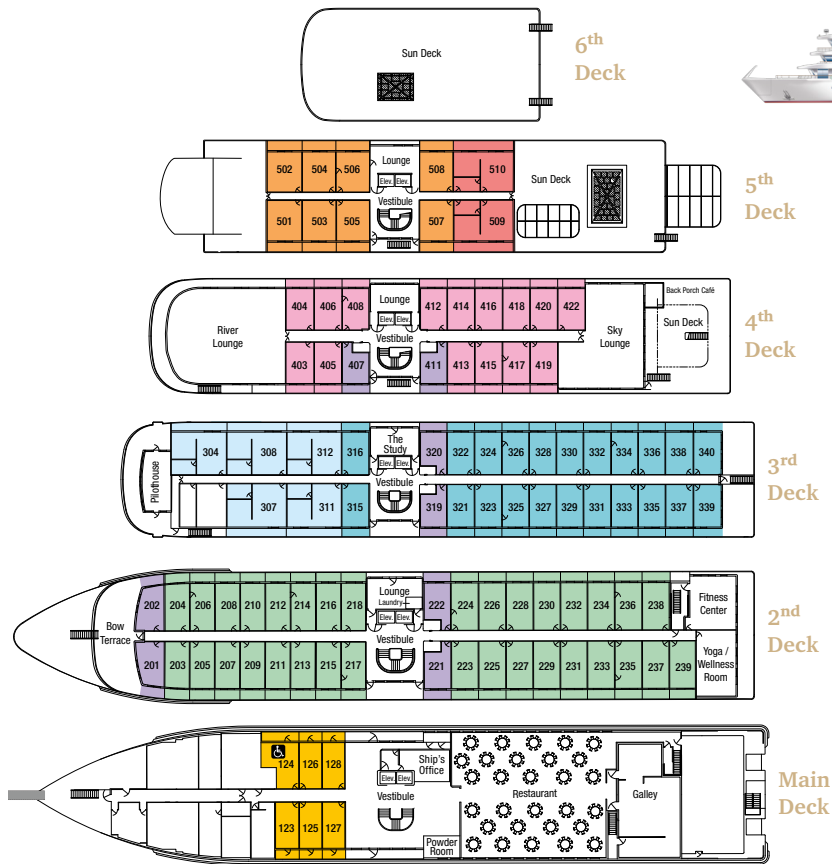 Sun Deck
6th
Deck
502 504 506 Lounge 508 510
Elev. Elev.
Vestibule
Sun Deck
501 503 505 507 509
5th
Deck
404 406 408 Lounge 412 414 416 418 420 422
Elev. Elev.
River
Lounge
Vestibule
Sky
Lounge
Back Porch Café
Sun Deck
403 405 407 411 413 415 417 419
4th
Deck
Pilothouse
304 308 312 316 The
Study
320 322 324 326 328 330 332 334 336 338 340
Elev. Elev.
Vestibule
307 311 315 319 321 323 325 327 329 331 333 335 337 339
3rd
Deck
Bow
Terrace
202 204 206 208 210 212 214 216 218 Lounge
Laundry
222 224 226 228 230 232 234 236 238
Elev. Elev.
Vestibule
Fitness
Center
Yoga /
Wellness
Room
201 203 205 207 209 211 213 215 217 221 223 225 227 229 231 233 235 237 239
2nd
Deck
124 126 128
Ship's
Office
Elev. Elev.
Vestibule
Restaurant
Galley
123 125 127
Powder
Room
Main
Deck